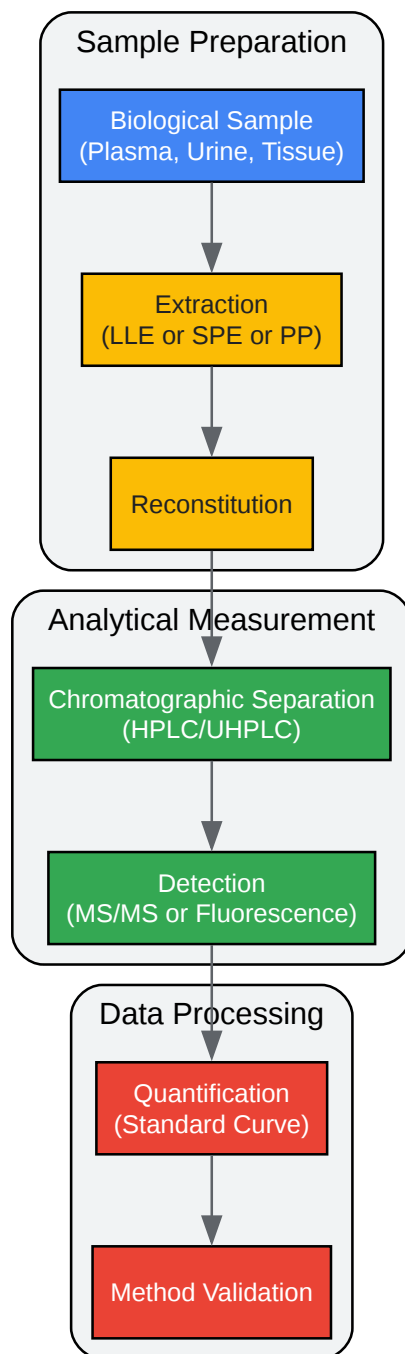 Sample Preparation
Biological Sample
(Plasma, Urine, Tissue)
Extraction
(LLE or SPE or PP)
Reconstitution
Analytical Measurement
Chromatographic Separation
(HPLC/UHPLC)
Detection
(MS/MS or Fluorescence)
Data Processing
Quantification
(Standard Curve)
Method Validation